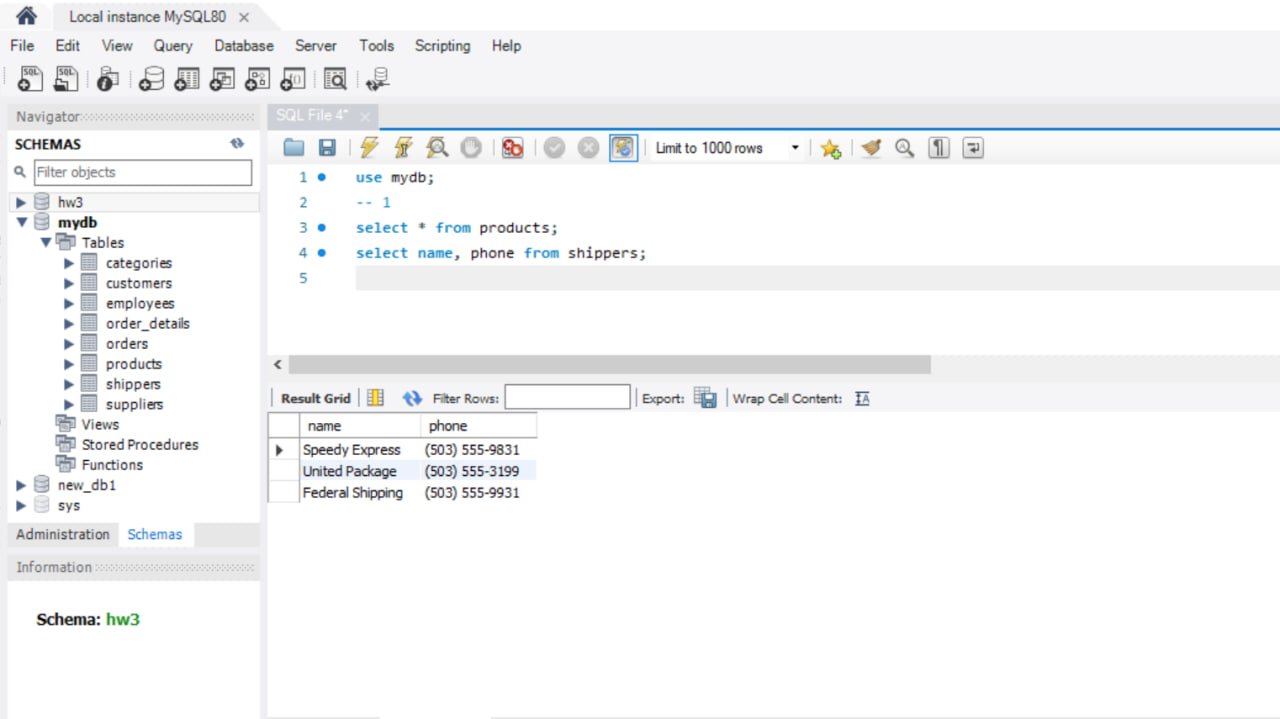 Local instance MySQL80
File Edit View Query Database Server Tools Scripting Help
SQL SQL
Navigator
SCHEMAS
Filter objects
hw3
mydb
Tables
categories
customers
employees
order_details
orders
products
shippers
suppliers
Views
Stored Procedures
Functions
new_db1
sys
Administration Schemas
Information
Schema: hw3
SQL File 4*
Limit to 1000 rows
1 use mydb;
2 -- 1
3 select * from products;
4 select name, phone from shippers;
5
Result Grid Filter Rows: Export: Wrap Cell Content: IA
name phone
Speedy Express (503) 555-9831
United Package (503) 555-3199
Federal Shipping (503) 555-9931